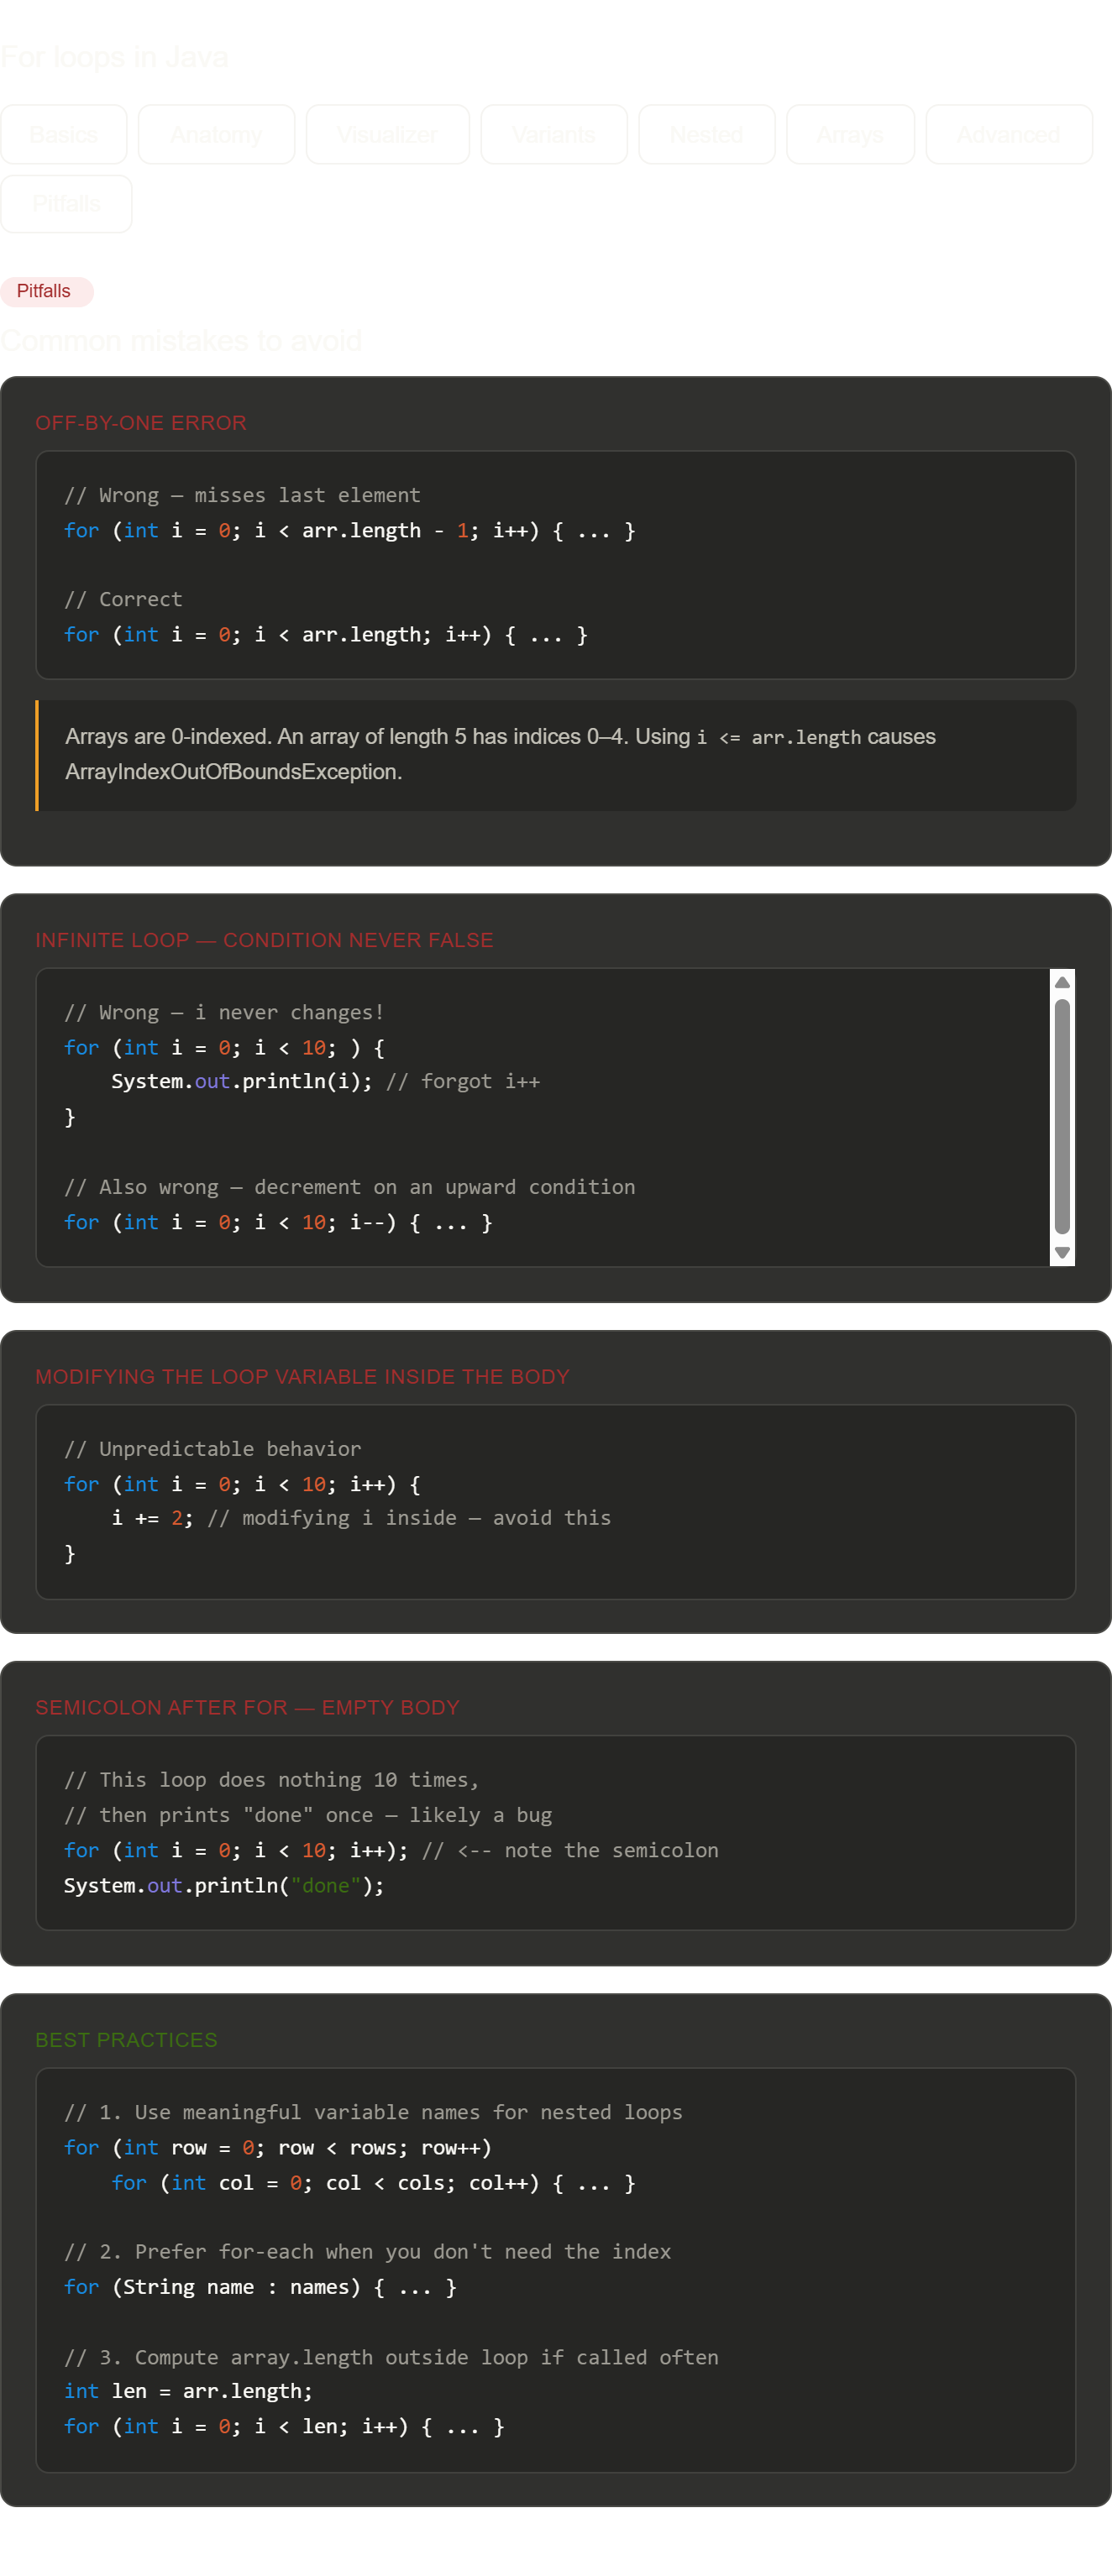 For loops in Java
Basics Anatomy Visualizer Variants Nested Arrays Advanced
Pitfalls
Pitfalls
Common mistakes to avoid
OFF-BY-ONE ERROR
// Wrong — misses last element
for (int i = 0; i < arr.length - 1; i++) { ... }
// Correct
for (int i = 0; i < arr.length; i++) { ... }
Arrays are 0-indexed. An array of length 5 has indices 0–4. Using i <= arr.length causes
ArrayIndexOutOfBoundsException.
INFINITE LOOP — CONDITION NEVER FALSE
// Wrong — i never changes!
for (int i = 0; i < 10; ) {
    System.out.println(i); // forgot i++
}
// Also wrong — decrement on an upward condition
for (int i = 0; i < 10; i--) { ... }
MODIFYING THE LOOP VARIABLE INSIDE THE BODY
// Unpredictable behavior
for (int i = 0; i < 10; i++) {
    i += 2; // modifying i inside — avoid this
}
SEMICOLON AFTER FOR — EMPTY BODY
// This loop does nothing 10 times,
// then prints "done" once — likely a bug
for (int i = 0; i < 10; i++); // <-- note the semicolon
System.out.println("done");
BEST PRACTICES
// 1. Use meaningful variable names for nested loops
for (int row = 0; row < rows; row++)
    for (int col = 0; col < cols; col++) { ... }
// 2. Prefer for-each when you don't need the index
for (String name : names) { ... }
// 3. Compute array.length outside loop if called often
int len = arr.length;
for (int i = 0; i < len; i++) { ... }